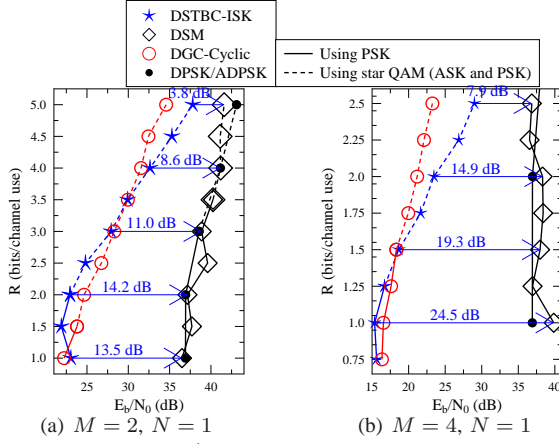 DSTBC-ISK
DSM
DGC-Cyclic
DPSK/ADPSK
Using PSK
Using star QAM (ASK and PSK)
R (bits/channel use)
5.0
4.5
4.0
3.5
3.0
2.5
2.0
1.5
1.0
3.8 dB
8.6 dB
11.0 dB
14.2 dB
13.5 dB
25 30 35 40
Eb/N0 (dB)
(a) M = 2, N = 1
R (bits/channel use)
2.5
2.25
2.0
1.75
1.5
1.25
1.0
0.75
7.9 dB
14.9 dB
19.3 dB
24.5 dB
15 20 25 30 35 40
Eb/N0 (dB)
(b) M = 4, N = 1